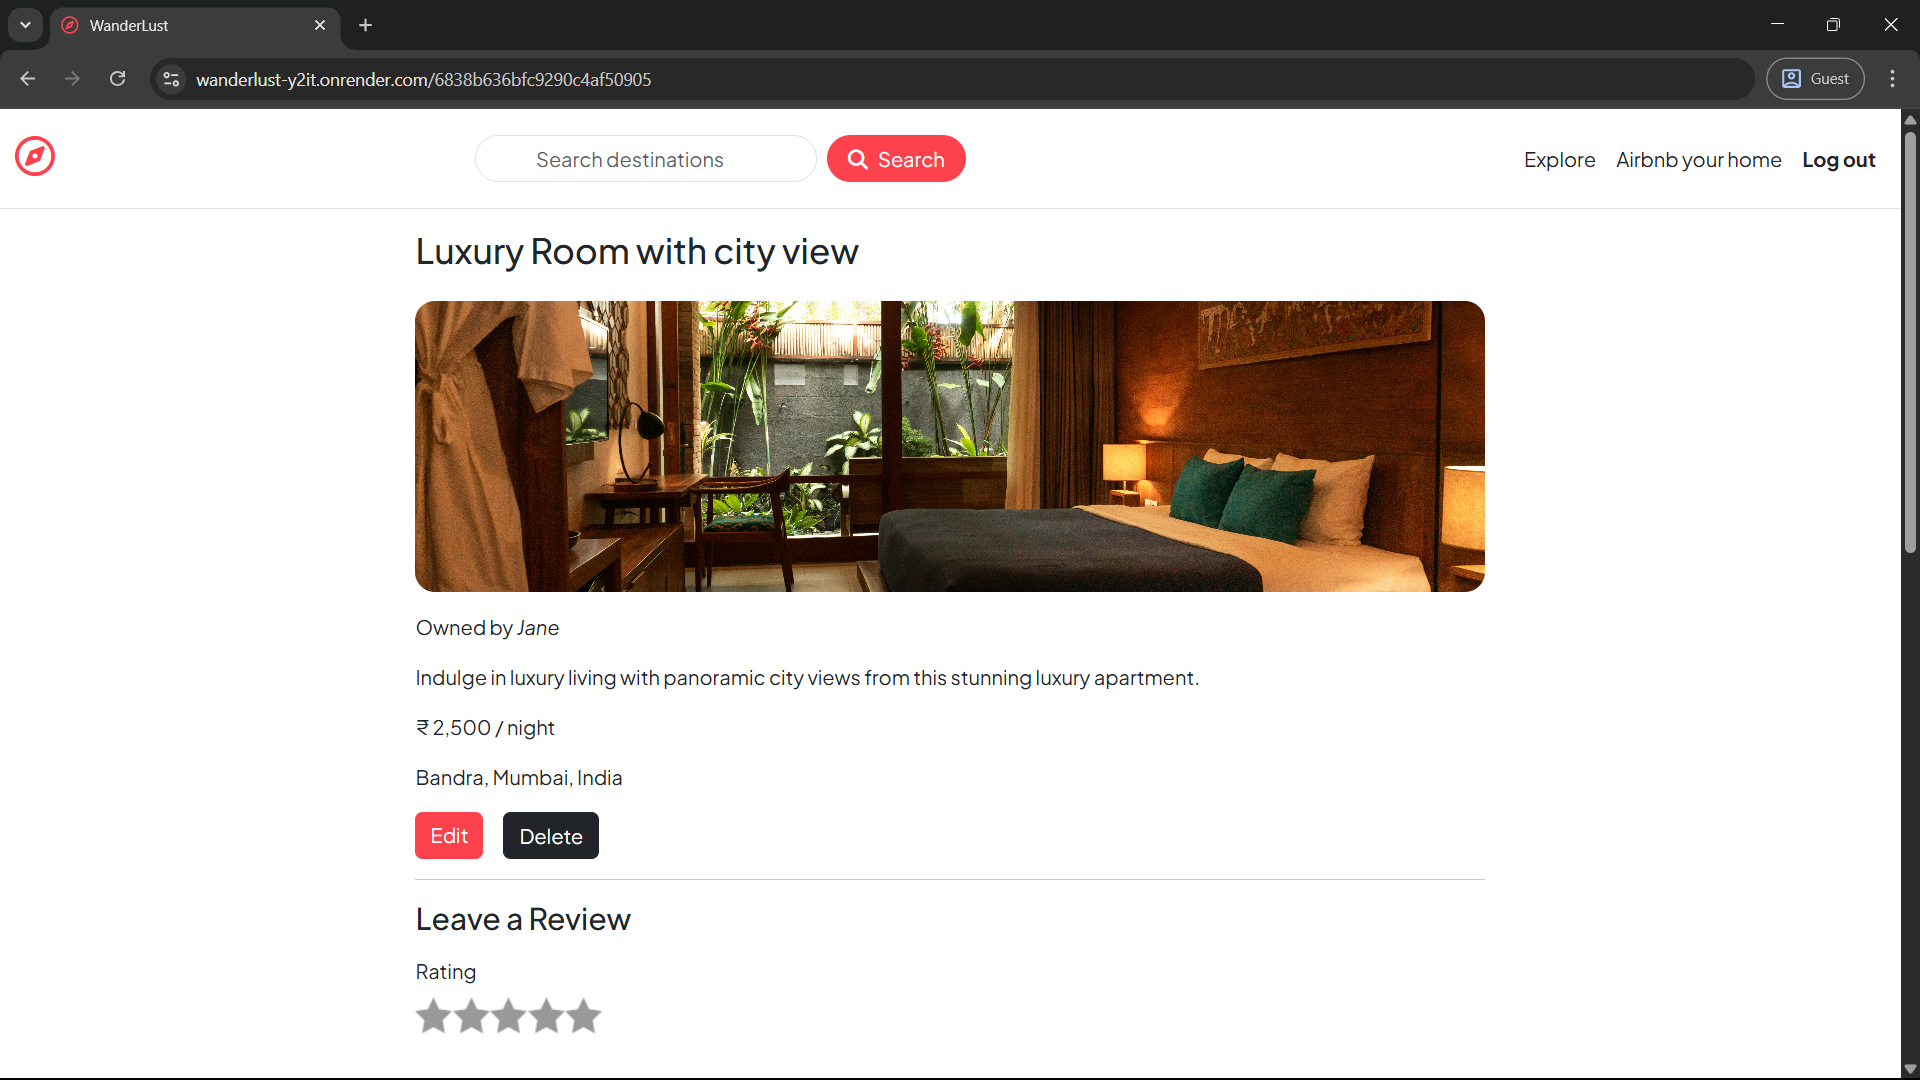 WanderLust
wanderlust-y2it.onrender.com/6838b636bfc9290c4af50905
Guest
Search destinations
Search
Explore
Airbnb your home
Log out
Luxury Room with city view
Owned by Jane
Indulge in luxury living with panoramic city views from this stunning luxury apartment.
₹ 2,500 / night
Bandra, Mumbai, India
Edit
Delete
Leave a Review
Rating